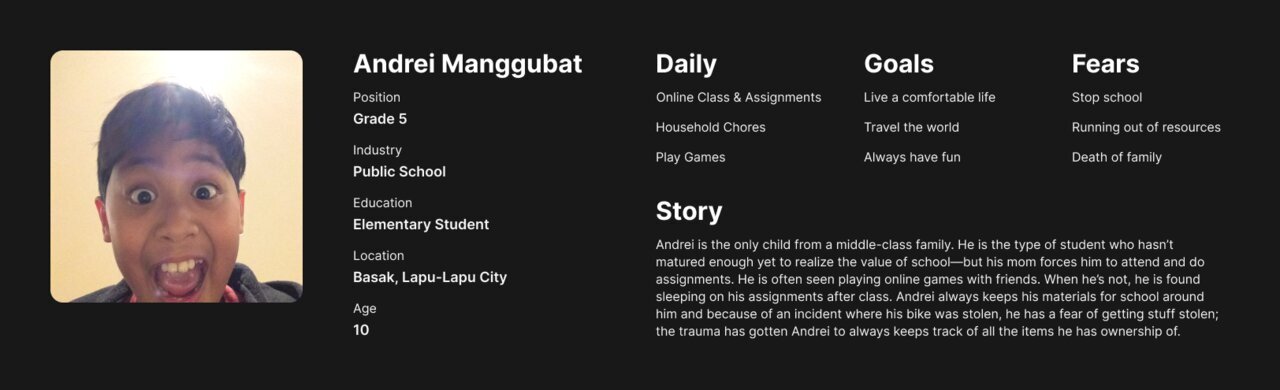 Andrei Manggubat
Position
Grade 5
Industry
Public School
Education
Elementary Student
Location
Basak, Lapu-Lapu City
Age
10
Daily
Online Class & Assignments
Household Chores
Play Games
Goals
Live a comfortable life
Travel the world
Always have fun
Fears
Stop school
Running out of resources
Death of family
Story
Andrei is the only child from a middle-class family. He is the type of student who hasn’t
matured enough yet to realize the value of school—but his mom forces him to attend and do
assignments. He is often seen playing online games with friends. When he’s not, he is found
sleeping on his assignments after class. Andrei always keeps his materials for school around
him and because of an incident where his bike was stolen, he has a fear of getting stuff stolen;
the trauma has gotten Andrei to always keeps track of all the items he has ownership of.